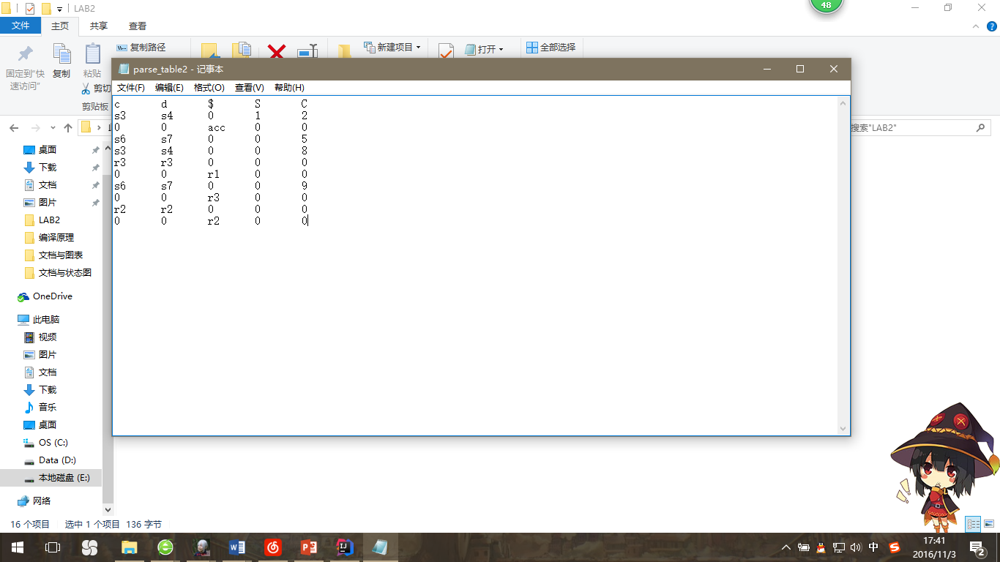 LAB2
48
文件 主页 共享 查看
固定到“快速访问”
复制
粘贴
复制路径
剪切
剪贴板
新建项目
打开
全部选择
搜索"LAB2"
桌面
下载
文档
图片
LAB2
编译原理
文档与图表
文档与状态图
OneDrive
此电脑
视频
图片
文档
下载
音乐
桌面
OS (C:)
Data (D:)
本地磁盘 (E:)
网络
parse_table2 - 记事本
文件(F) 编辑(E) 格式(O) 查看(V) 帮助(H)
c d $ S C
s3 s4 0 1 2
0 0 acc 0 0
s6 s7 0 0 5
s3 s4 0 0 8
r3 r3 0 0 0
0 0 r1 0 0
s6 s7 0 0 9
0 0 r3 0 0
r2 r2 0 0 0
0 0 r2 0 0
16 个项目 选中 1 个项目 136 字节
中
17:41
2016/11/3
2